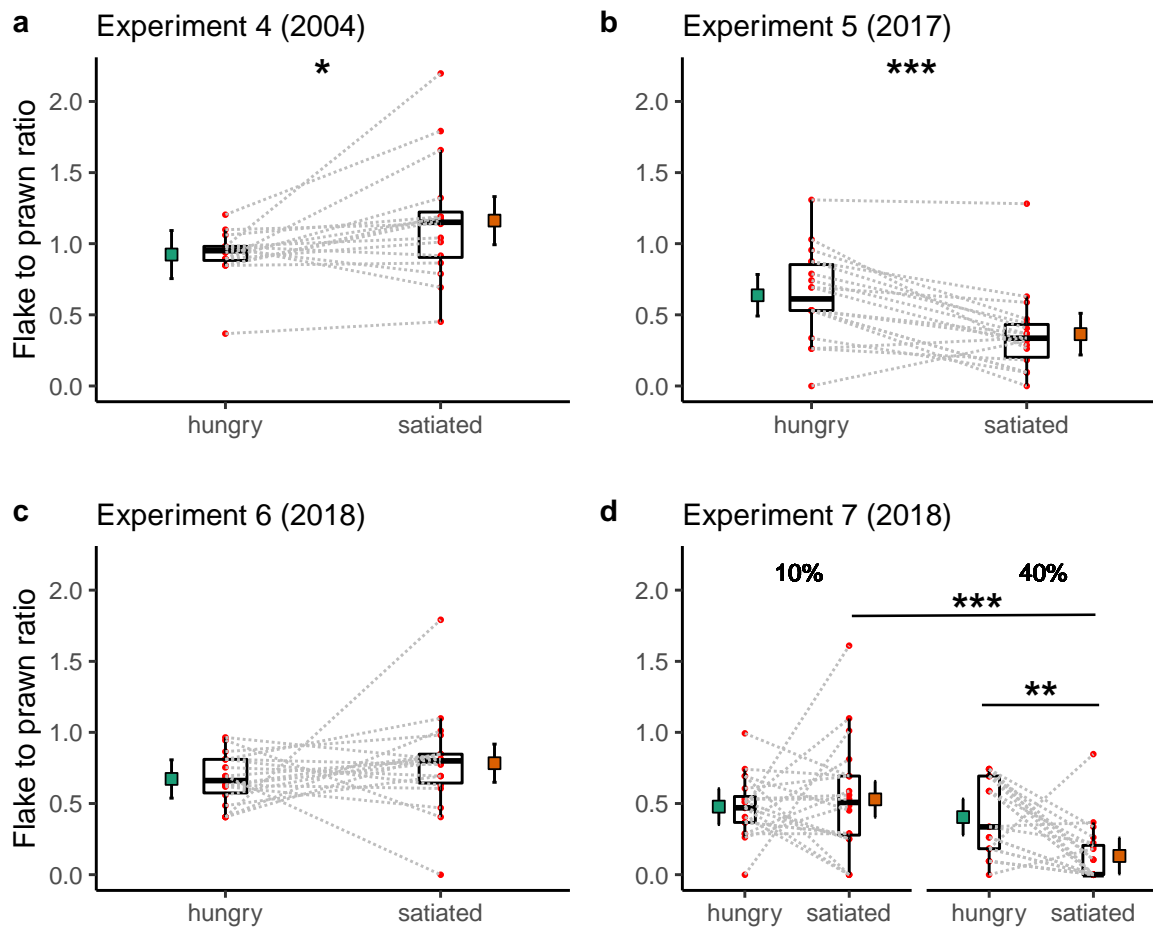 a Experiment 4 (2004)
*
Flake to prawn ratio
2.0
1.5
1.0
0.5
0.0
hungry satiated
b Experiment 5 (2017)
***
2.0
1.5
1.0
0.5
0.0
hungry satiated
c Experiment 6 (2018)
Flake to prawn ratio
2.0
1.5
1.0
0.5
0.0
hungry satiated
d Experiment 7 (2018)
10% 40%
***
**
2.0
1.5
1.0
0.5
0.0
hungry satiated hungry satiated